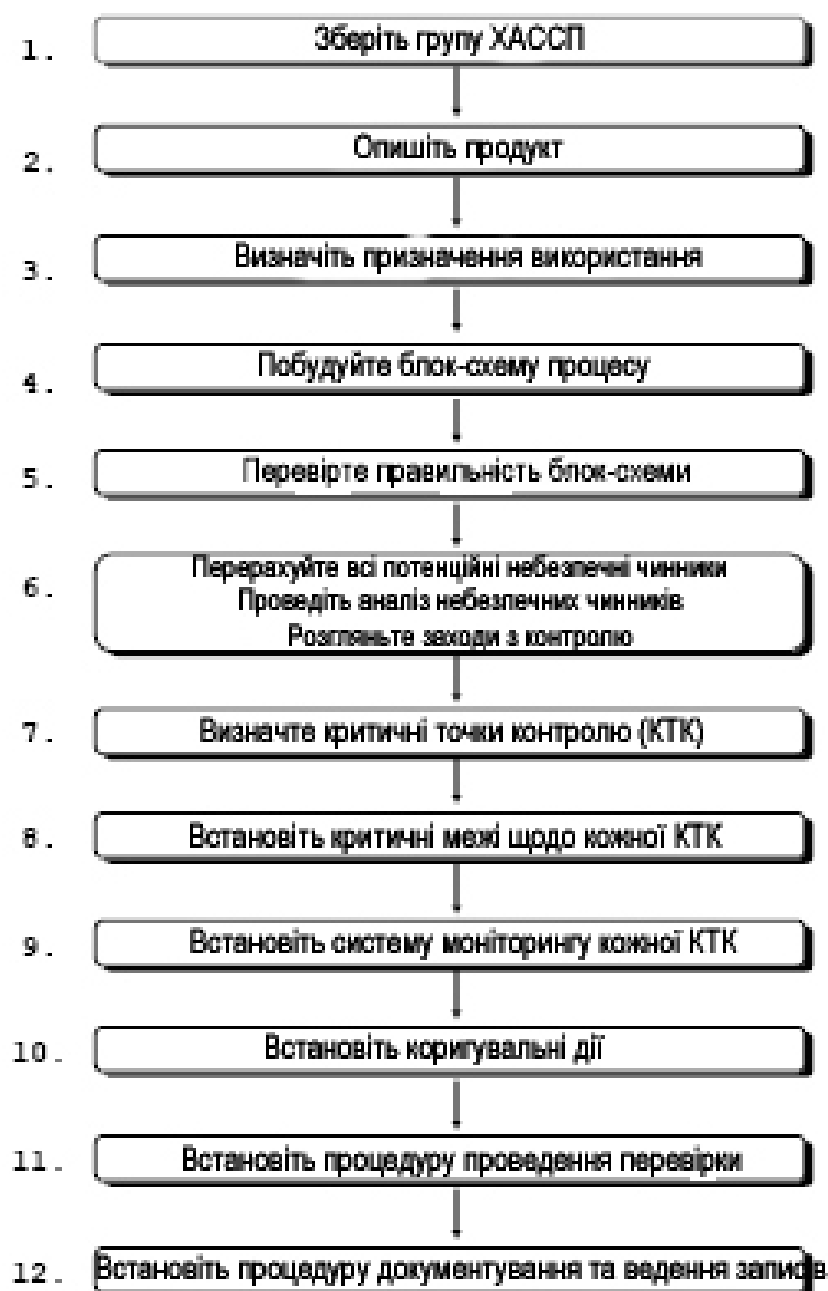 1. Зберіть групу ХАССП
2. Опишіть продукт
3. Визначіть призначення використання
4. Побудуйте блок-схему процесу
5. Перевірте правильність блок-схеми
6. Перерахуйте всі потенційні небезпечні чинники
Проведіть аналіз небезпечних чинників
Розгляньте заходи з контролю
7. Визначте критичні точки контролю (КТК)
8. Встановіть критичні межі щодо кожної КТК
9. Встановіть систему моніторингу кожної КТК
10. Встановіть коригувальні дії
11. Встановіть процедуру проведення перевірки
12. Встановіть процедуру документування та ведення записів